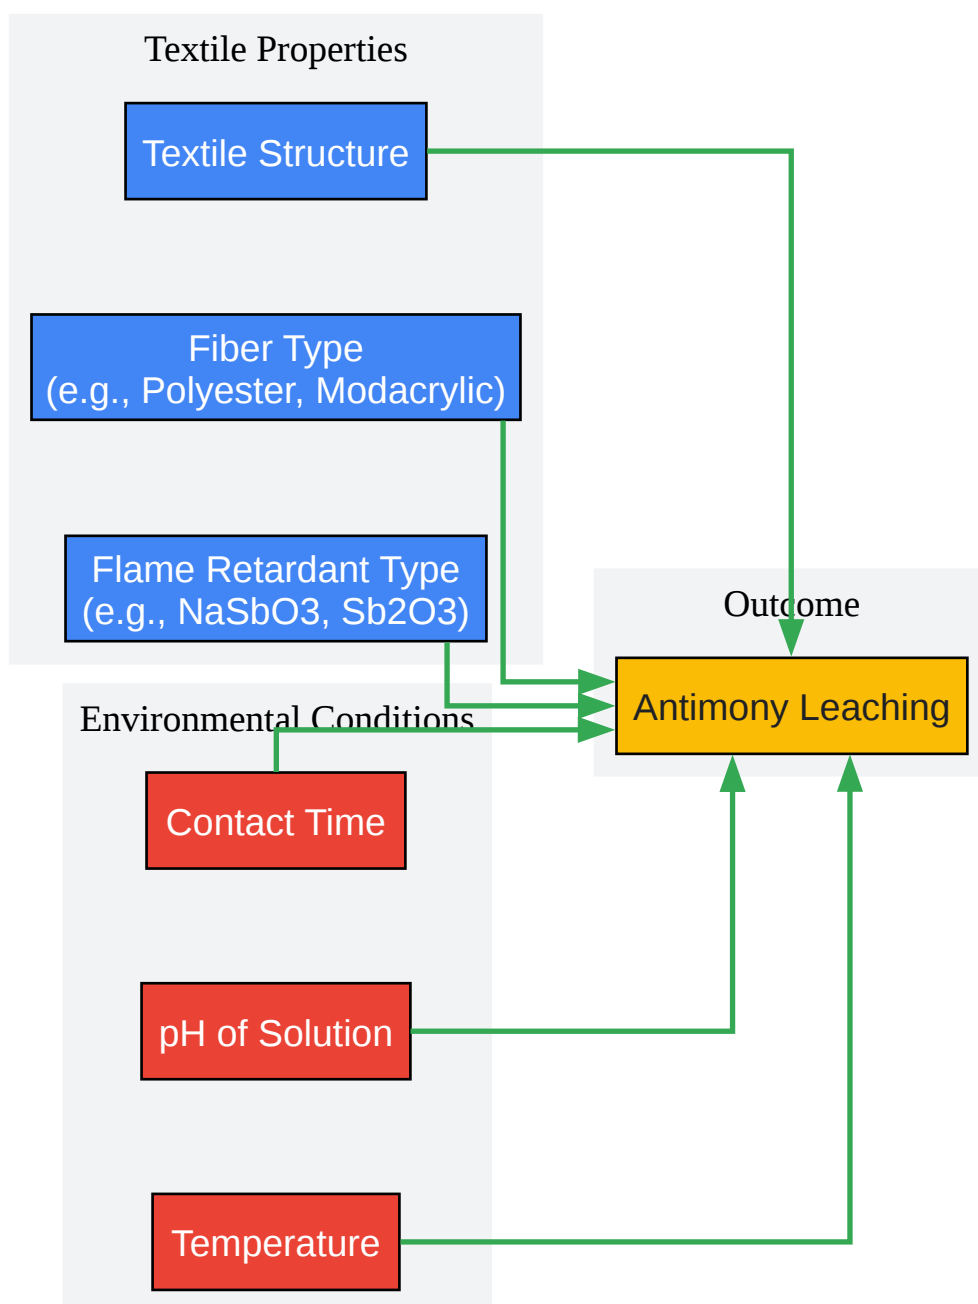 Textile Properties
Textile Structure
Fiber Type
(e.g., Polyester, Modacrylic)
Flame Retardant Type
(e.g., NaSbO3, Sb2O3)
Outcome
Antimony Leaching
Environmental Conditions
Contact Time
pH of Solution
Temperature